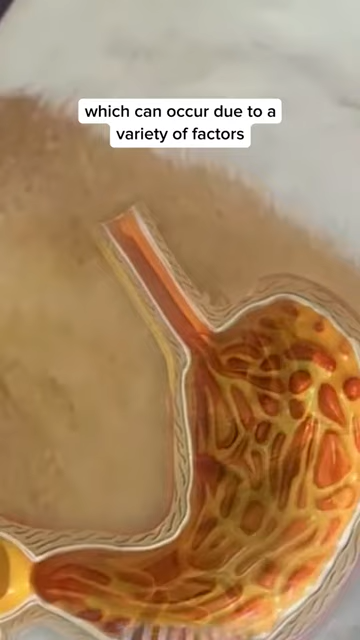 which can occur due to a
variety of factors